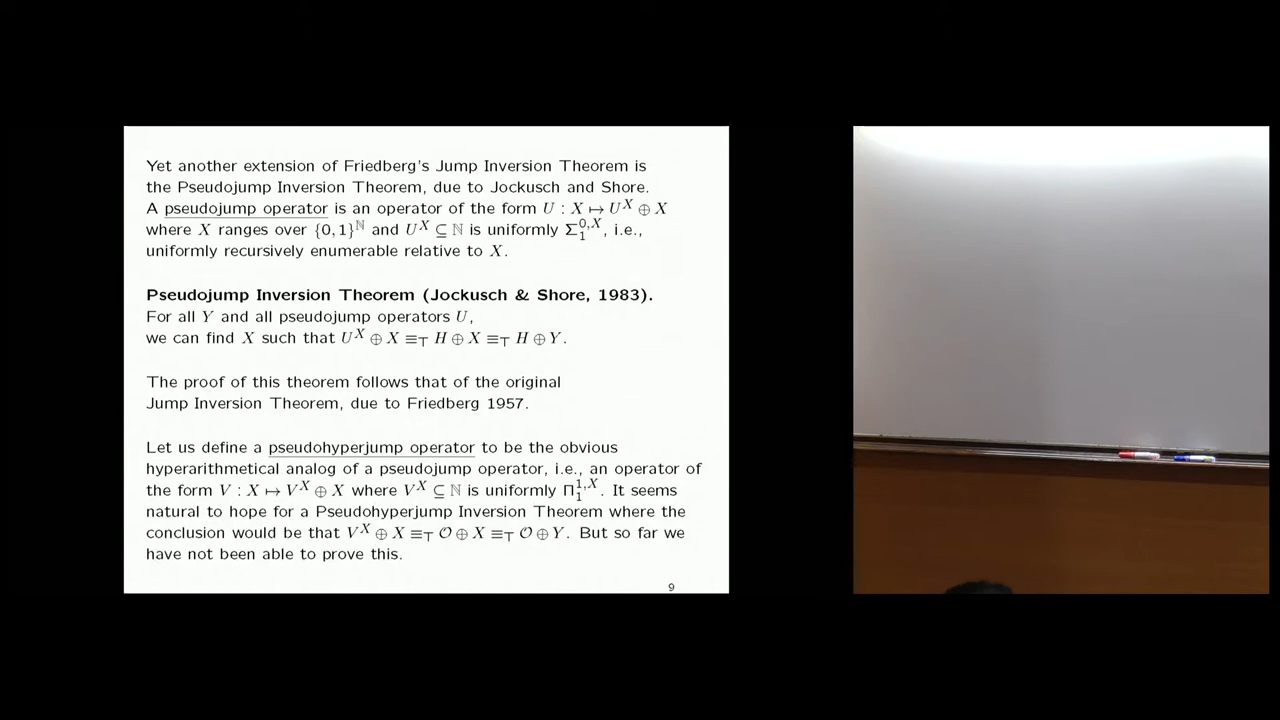 Yet another extension of Friedberg's Jump Inversion Theorem is
the Pseudojump Inversion Theorem, due to Jockusch and Shore.
A pseudojump operator is an operator of the form U : X ↦ U^X ⊕ X
where X ranges over {0,1}^ℕ and U^X ⊆ ℕ is uniformly Σ_1^{0,X}, i.e.,
uniformly recursively enumerable relative to X.
Pseudojump Inversion Theorem (Jockusch & Shore, 1983).
For all Y and all pseudojump operators U,
we can find X such that U^X ⊕ X ≡_T H ⊕ X ≡_T H ⊕ Y.
The proof of this theorem follows that of the original
Jump Inversion Theorem, due to Friedberg 1957.
Let us define a pseudohyperjump operator to be the obvious
hyperarithmetical analog of a pseudojump operator, i.e., an operator of
the form V : X ↦ V^X ⊕ X where V^X ⊆ ℕ is uniformly Π_1^{1,X}. It seems
natural to hope for a Pseudohyperjump Inversion Theorem where the
conclusion would be that V^X ⊕ X ≡_T 𝒪 ⊕ X ≡_T 𝒪 ⊕ Y. But so far we
have not been able to prove this.
9